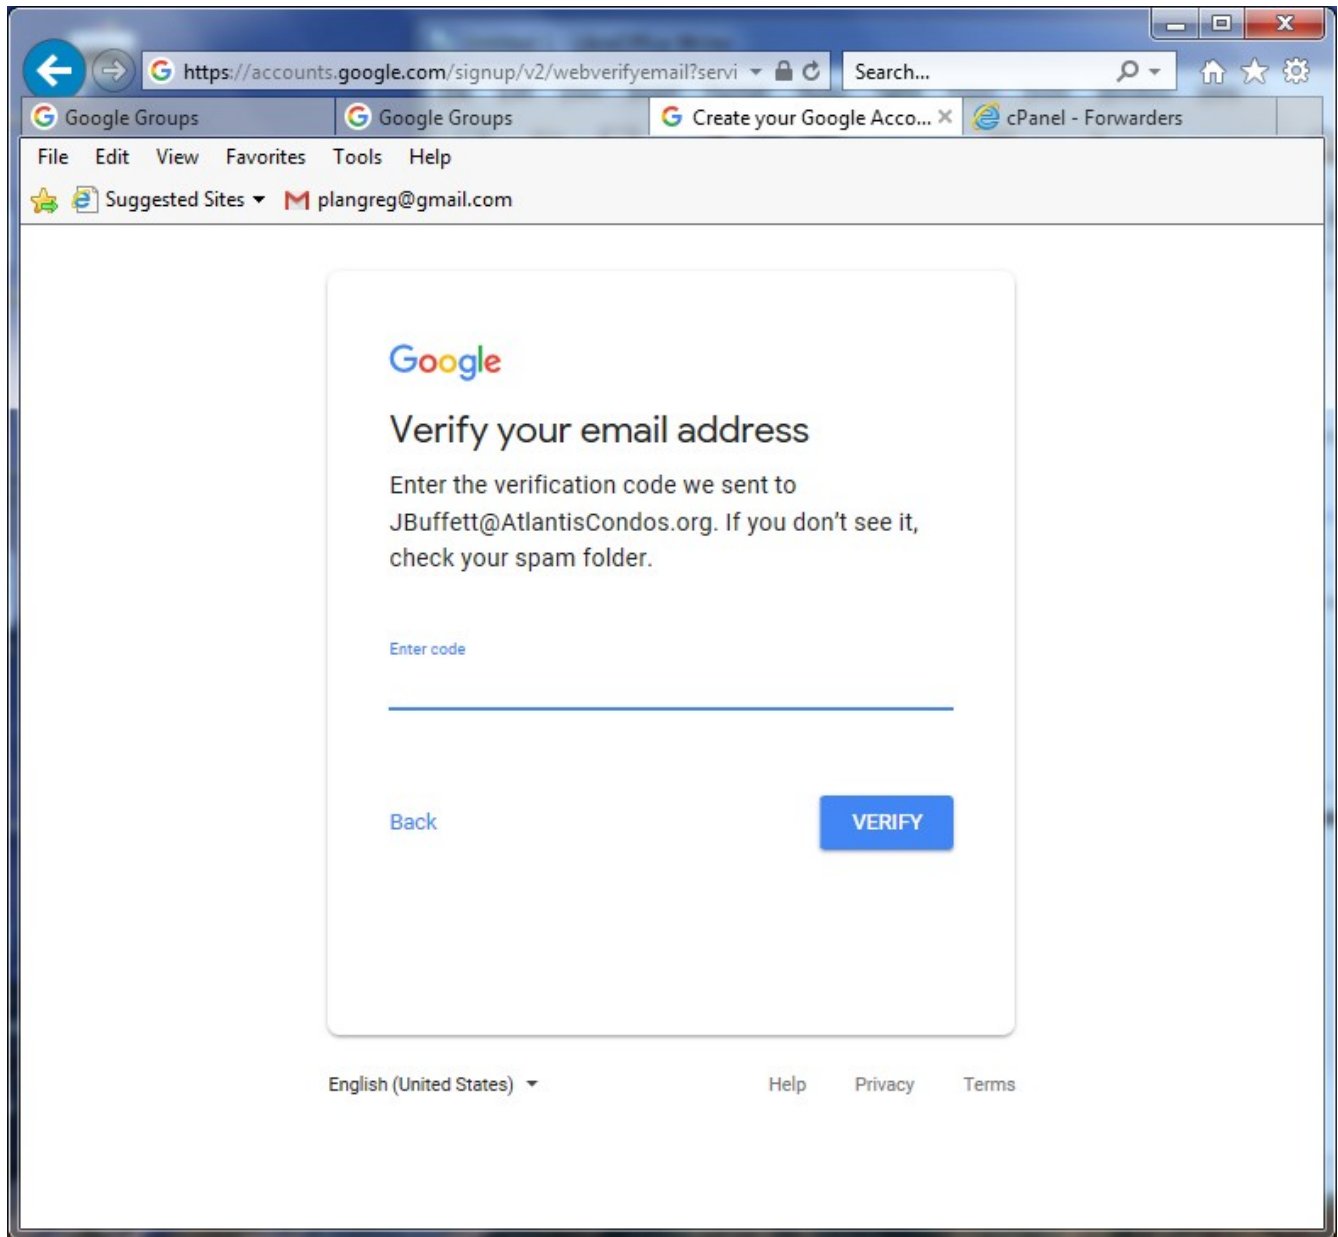 https://accounts.google.com/signup/v2/webverifyemail?servi Search...
Google Groups Google Groups Create your Google Acco... cPanel - Forwarders
File Edit View Favorites Tools Help
Suggested Sites plangreg@gmail.com
Google
Verify your email address
Enter the verification code we sent to
JBuffett@AtlantisCondos.org. If you don't see it,
check your spam folder.
Enter code
Back VERIFY
English (United States) Help Privacy Terms